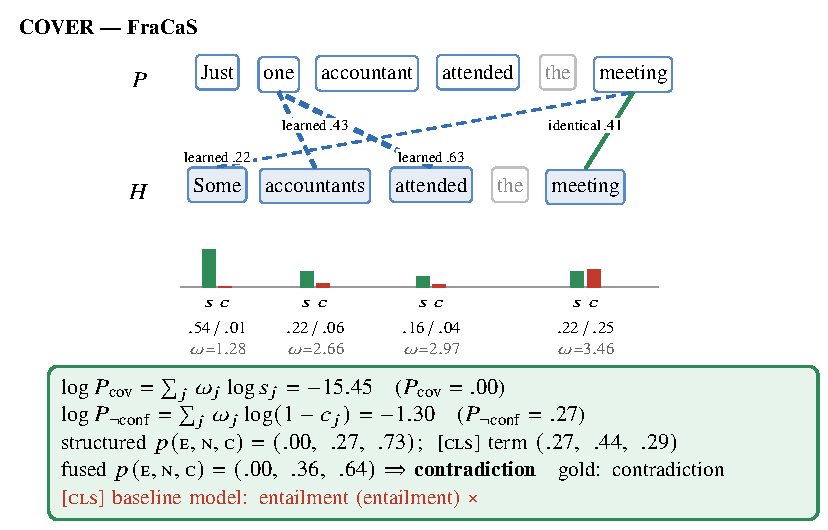 COVER — FraCaS
P Just one accountant attended the meeting
learned .43 identical .41
learned .22 learned .63
H Some accountants attended the meeting
s c s c s c s c
.54 / .01 .22 / .06 .16 / .04 .22 / .25
ω=1.28 ω=2.66 ω=2.97 ω=3.46
log P_cov = ∑_j ω_j log s_j = −15.45 (P_cov = .00)
log P_¬conf = ∑_j ω_j log(1 − c_j) = −1.30 (P_¬conf = .27)
structured p(E, N, C) = (.00, .27, .73); [CLS] term (.27, .44, .29)
fused p(E, N, C) = (.00, .36, .64) ⇒ contradiction gold: contradiction
[CLS] baseline model: entailment (entailment) ×